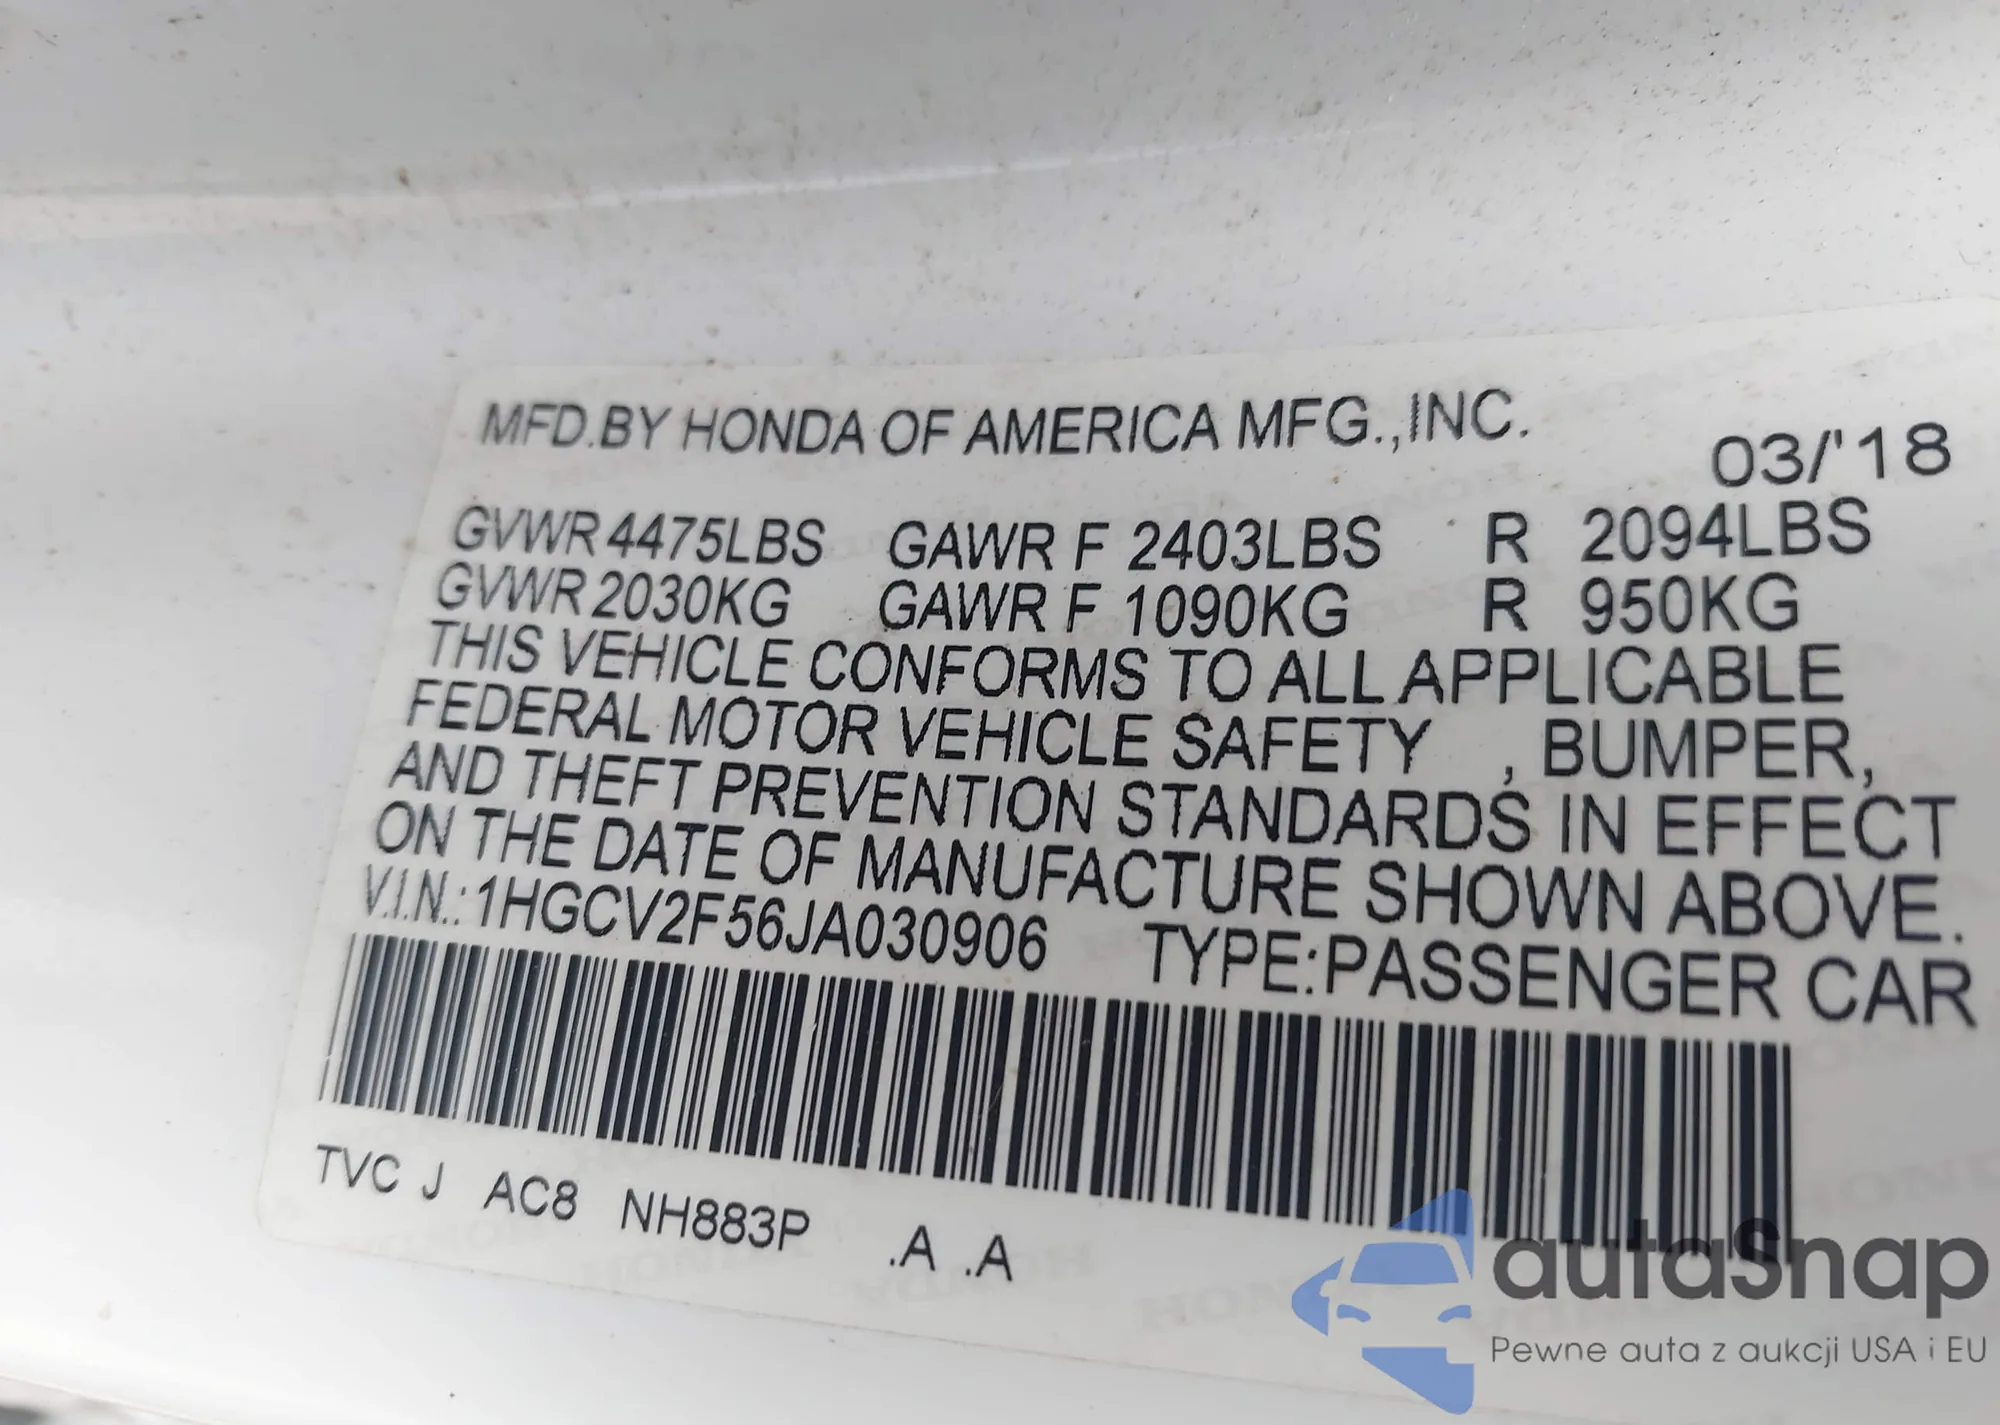 MFD.BY HONDA OF AMERICA MFG.,INC.
03/'18
GVWR 4475LBS GAWR F 2403LBS R 2094LBS
GVWR 2030KG GAWR F 1090KG R 950KG
THIS VEHICLE CONFORMS TO ALL APPLICABLE
FEDERAL MOTOR VEHICLE SAFETY , BUMPER,
AND THEFT PREVENTION STANDARDS IN EFFECT
ON THE DATE OF MANUFACTURE SHOWN ABOVE.
V.I.N.:1HGCV2F56JA030906 TYPE:PASSENGER CAR
TVC J AC8 NH883P .A .A
autaSnap
Pewne auta z aukcji USA i EU